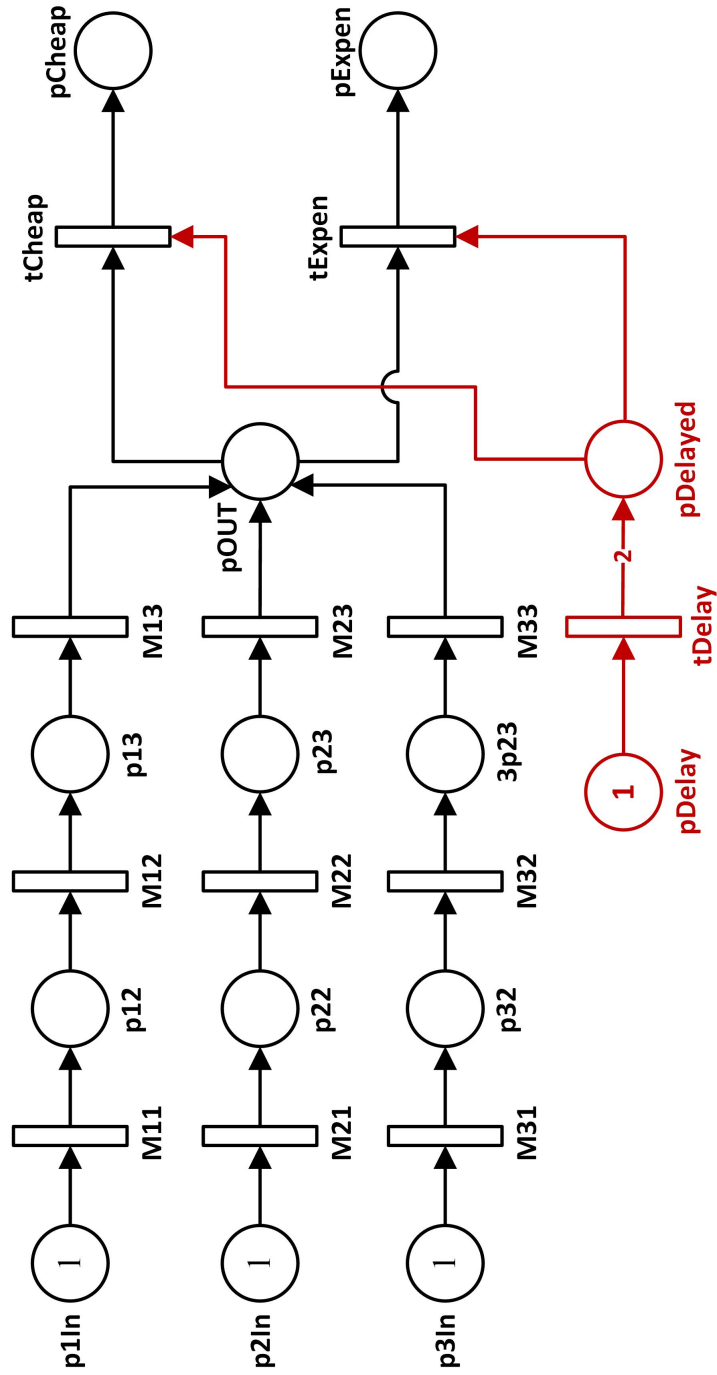 p1In
1
M11
p12
M12
p13
M13
p2In
1
M21
p22
M22
p23
M23
pOUT
p3In
1
M31
p32
M32
3p23
M33
tCheap
pCheap
tExpen
pExpen
pDelay
1
tDelay
2
pDelayed